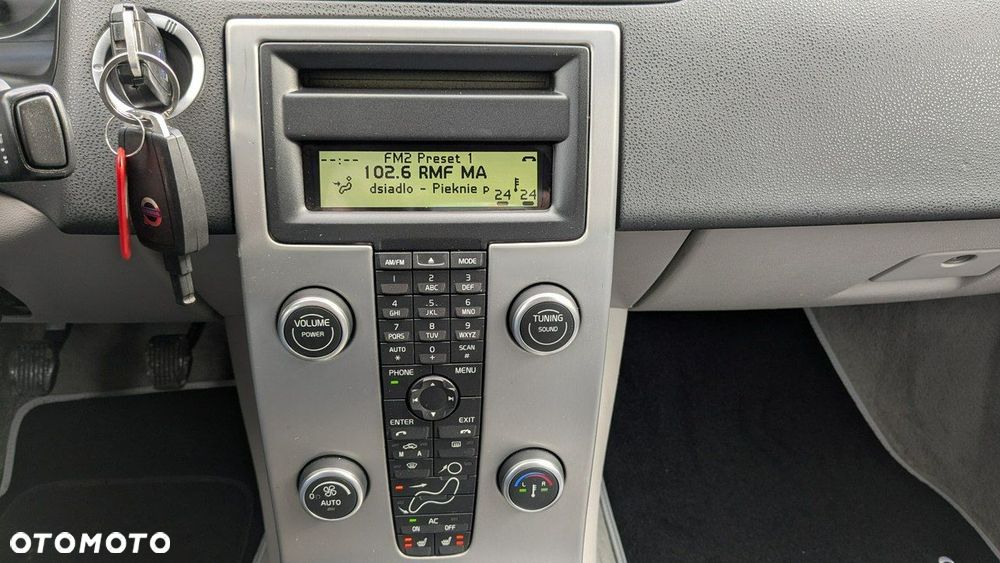 --:-- FM2 Preset 1
102.6 RMF MA
dsiadlo - Pieknie p
24 24
AM/FM MODE
1 2 ABC 3 DEF
4 GHI .5. JKL 6 MNO
7 PQRS 8 TUV 9 WXYZ
AUTO * 0 + SCAN #
VOLUME
POWER
TUNING
SOUND
PHONE MENU
ENTER EXIT
M A
AUTO
L R
AC
ON OFF
OTOMOTO